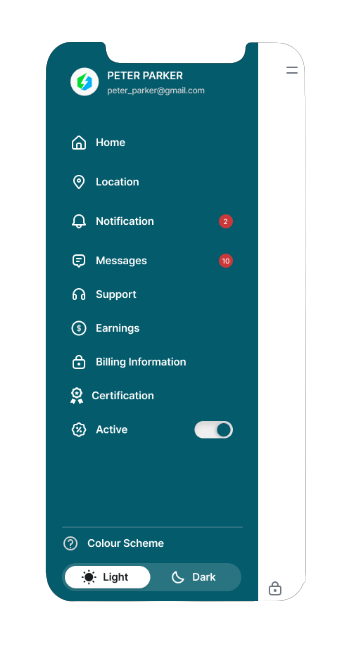 PETER PARKER
peter_parker@gmail.com
Home
Location
Notification 2
Messages 10
Support
Earnings
Billing Information
Certification
Active
Colour Scheme
Light Dark